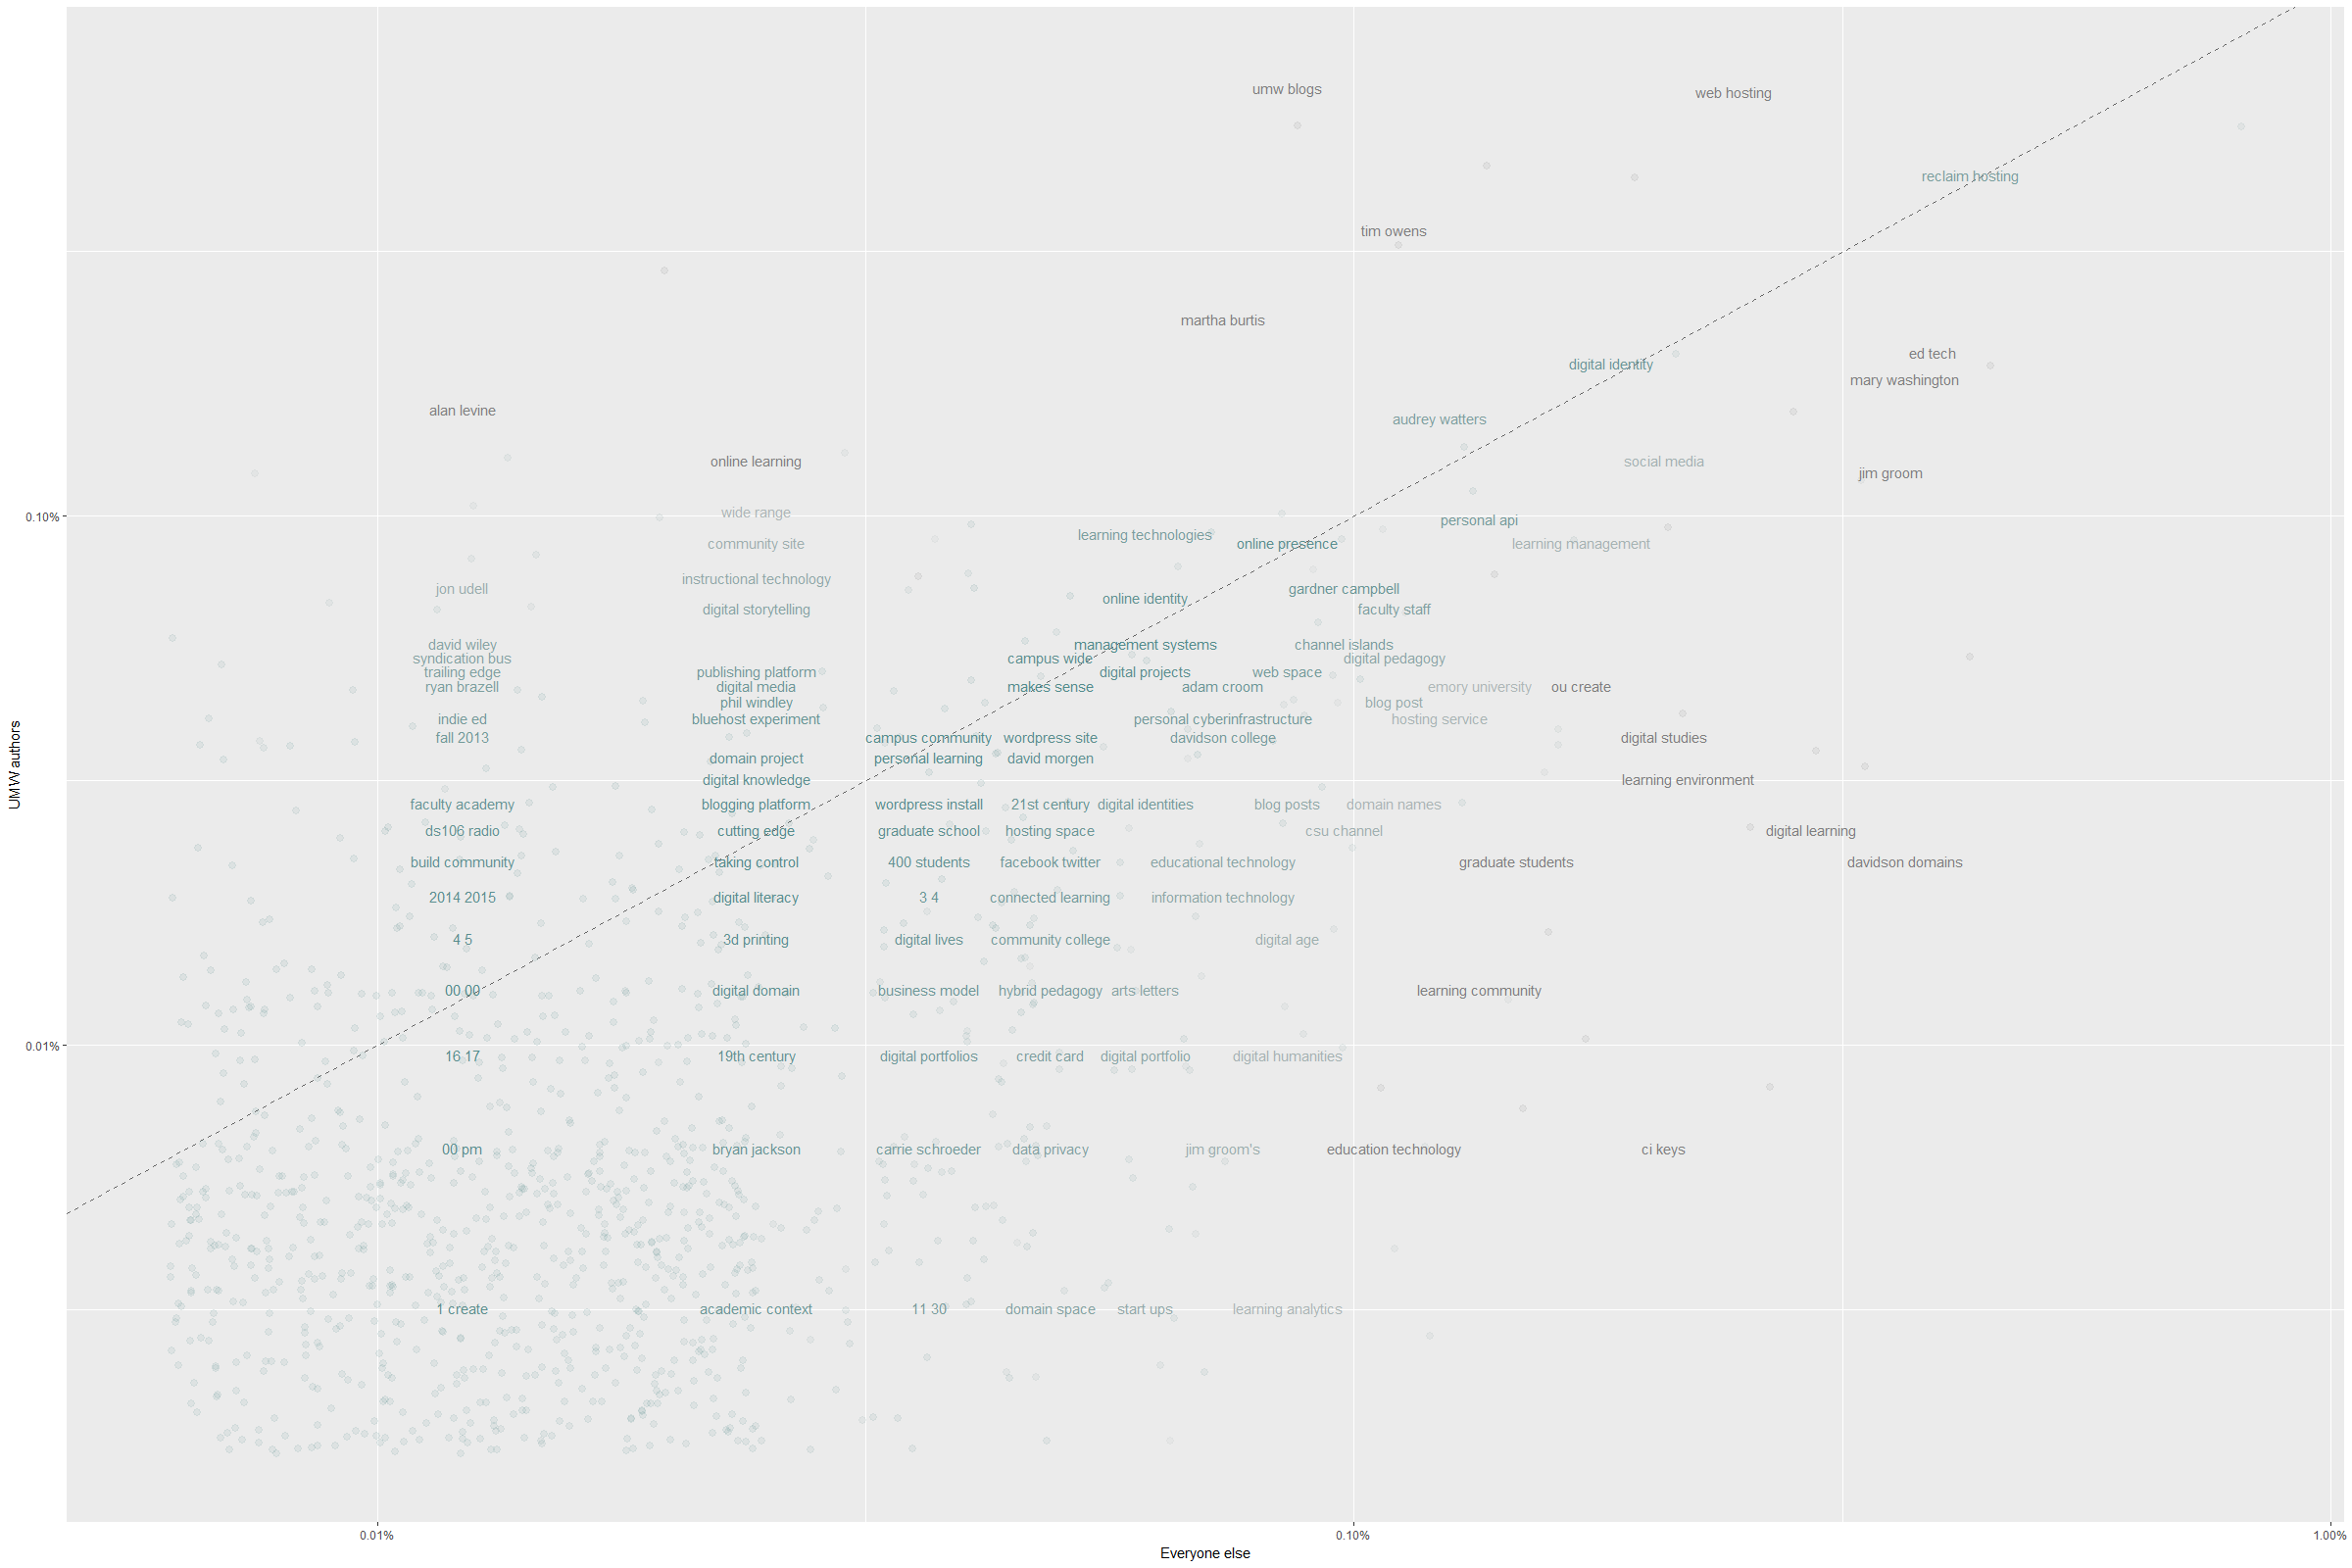 umw blogs
web hosting
reclaim hosting
tim owens
martha burtis
ed tech
digital identity
mary washington
alan levine
audrey watters
online learning
social media
jim groom
wide range
0.10%
personal api
learning technologies
community site
online presence
learning management
instructional technology
jon udell
gardner campbell
online identity
digital storytelling
faculty staff
david wiley
management systems
channel islands
syndication bus
campus wide
digital pedagogy
trailing edge
publishing platform
digital projects
web space
ryan brazell
digital media
makes sense
adam croom
emory university
ou create
phil windley
blog post
indie ed
bluehost experiment
personal cyberinfrastructure
hosting service
fall 2013
campus community
wordpress site
davidson college
digital studies
domain project
personal learning
david morgen
UMW authors
digital knowledge
learning environment
faculty academy
blogging platform
wordpress install
21st century
digital identities
blog posts
domain names
ds106 radio
cutting edge
graduate school
hosting space
csu channel
digital learning
build community
taking control
400 students
facebook twitter
educational technology
graduate students
davidson domains
2014 2015
digital literacy
3 4
connected learning
information technology
4 5
3d printing
digital lives
community college
digital age
00 00
digital domain
business model
hybrid pedagogy
arts letters
learning community
0.01%
16 17
19th century
digital portfolios
credit card
digital portfolio
digital humanities
00 pm
bryan jackson
carrie schroeder
data privacy
jim groom's
education technology
ci keys
1 create
academic context
11 30
domain space
start ups
learning analytics
0.01%
0.10%
1.00%
Everyone else